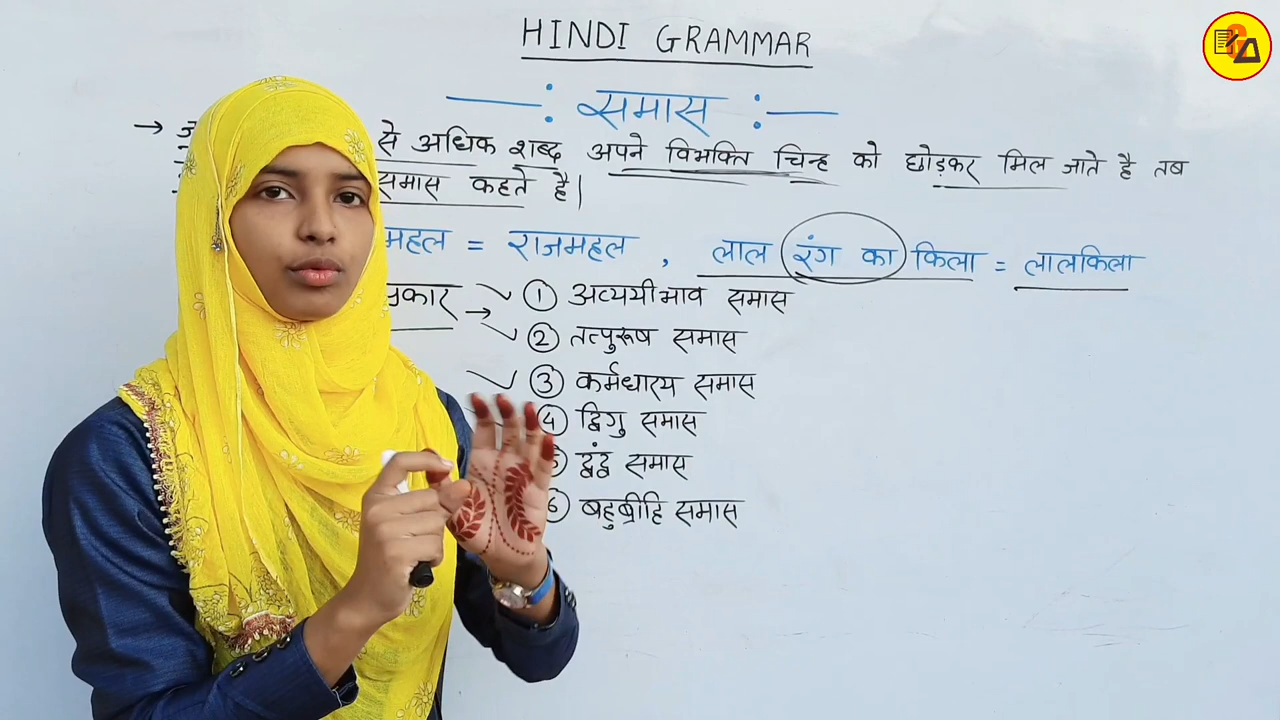 HINDI GRAMMAR
—: समास :—
→ से अधिक शब्द अपने विभक्ति चिन्ह को छोड़कर मिल जाते है तब
समास कहते है।
महल = राजमहल , लाल रंग का किला = लालकिला
→ ① अव्ययीभाव समास
② तत्पुरूष समास
③ कर्मधारय समास
④ द्विगु समास
द्वंद्व समास
⑥ बहुब्रीहि समास